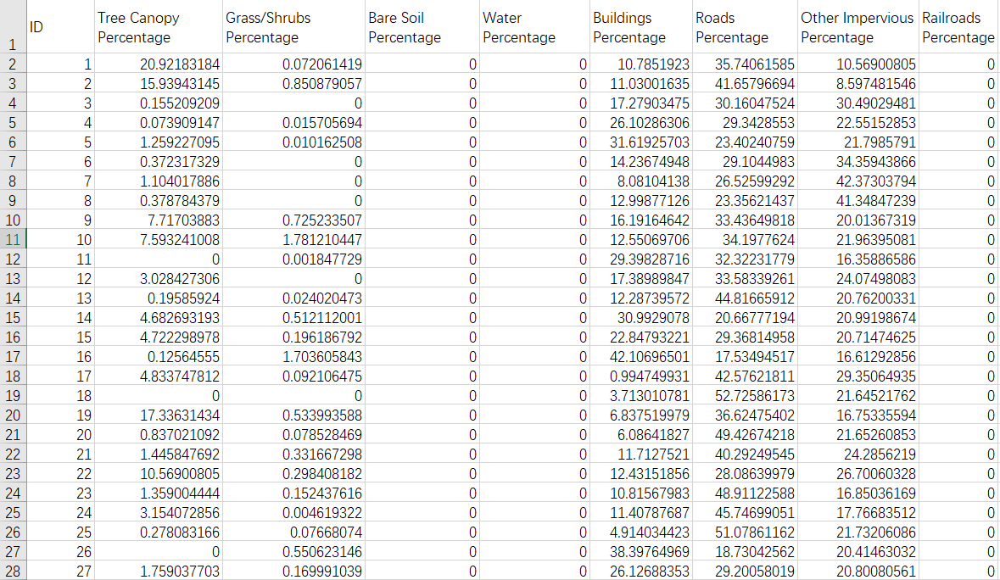 1 ID Tree Canopy Percentage Grass/Shrubs Percentage Bare Soil Percentage Water Percentage Buildings Percentage Roads Percentage Other Impervious Percentage Railroads Percentage
2 1 20.92183184 0.072061419 0 0 10.7851923 35.74061585 10.56900805 0
3 2 15.93943145 0.850879057 0 0 11.03001635 41.65796694 8.597481546 0
4 3 0.155209209 0 0 0 17.27903475 30.16047524 30.49029481 0
5 4 0.073909147 0.015705694 0 0 26.10286306 29.3428553 22.55152853 0
6 5 1.259227095 0.010162508 0 0 31.61925703 23.40240759 21.7985791 0
7 6 0.372317329 0 0 0 14.23674948 29.1044983 34.35943866 0
8 7 1.104017886 0 0 0 8.08104138 26.52599292 42.37303794 0
9 8 0.378784379 0 0 0 12.99877126 23.35621437 41.34847239 0
10 9 7.71703883 0.725233507 0 0 16.19164642 33.43649818 20.01367319 0
11 10 7.593241008 1.781210447 0 0 12.55069706 34.1977624 21.96395081 0
12 11 0 0.001847729 0 0 29.39828716 32.32231779 16.35886586 0
13 12 3.028427306 0 0 0 17.38989847 33.58339261 24.07498083 0
14 13 0.19585924 0.024020473 0 0 12.28739572 44.81665912 20.76200331 0
15 14 4.682693193 0.512112001 0 0 30.9929078 20.66777194 20.99198674 0
16 15 4.722298978 0.196186792 0 0 22.84793221 29.36814958 20.71474625 0
17 16 0.12564555 1.703605843 0 0 42.10696501 17.53494517 16.61292856 0
18 17 4.833747812 0.092106475 0 0 0.994749931 42.57621811 29.35064935 0
19 18 0 0 0 0 3.713010781 52.72586173 21.64521762 0
20 19 17.33631434 0.533993588 0 0 6.837519979 36.62475402 16.75335594 0
21 20 0.837021092 0.078528469 0 0 6.08641827 49.42674218 21.65260853 0
22 21 1.445847692 0.331667298 0 0 11.7127521 40.29249545 24.2856219 0
23 22 10.56900805 0.298408182 0 0 12.43151856 28.08639979 26.70060328 0
24 23 1.359004444 0.152437616 0 0 10.81567983 48.91122588 16.85036169 0
25 24 3.154072856 0.004619322 0 0 11.40787687 45.74699051 17.76683512 0
26 25 0.278083166 0.07668074 0 0 4.914034423 51.07861162 21.73206086 0
27 26 0 0.550623146 0 0 38.39764969 18.73042562 20.41463032 0
28 27 1.759037703 0.169991039 0 0 26.12688353 29.20058019 20.80080561 0